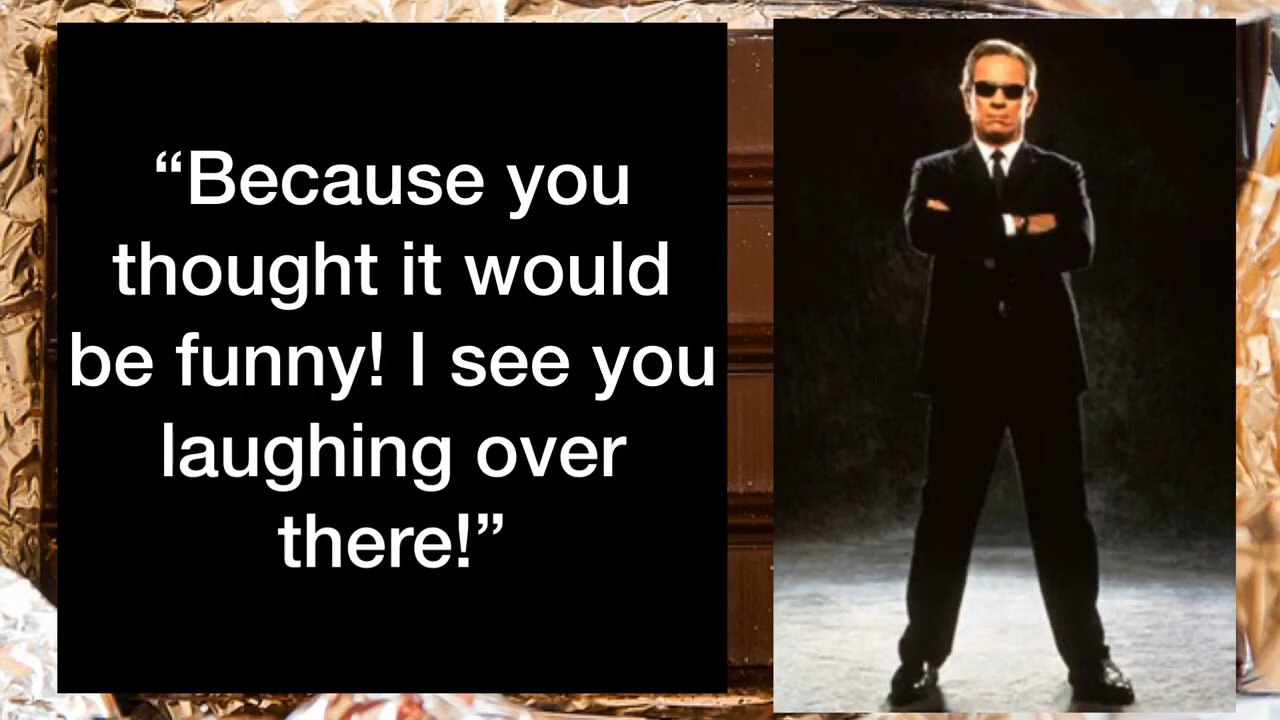 “Because you
thought it would
be funny! I see you
laughing over
there!”